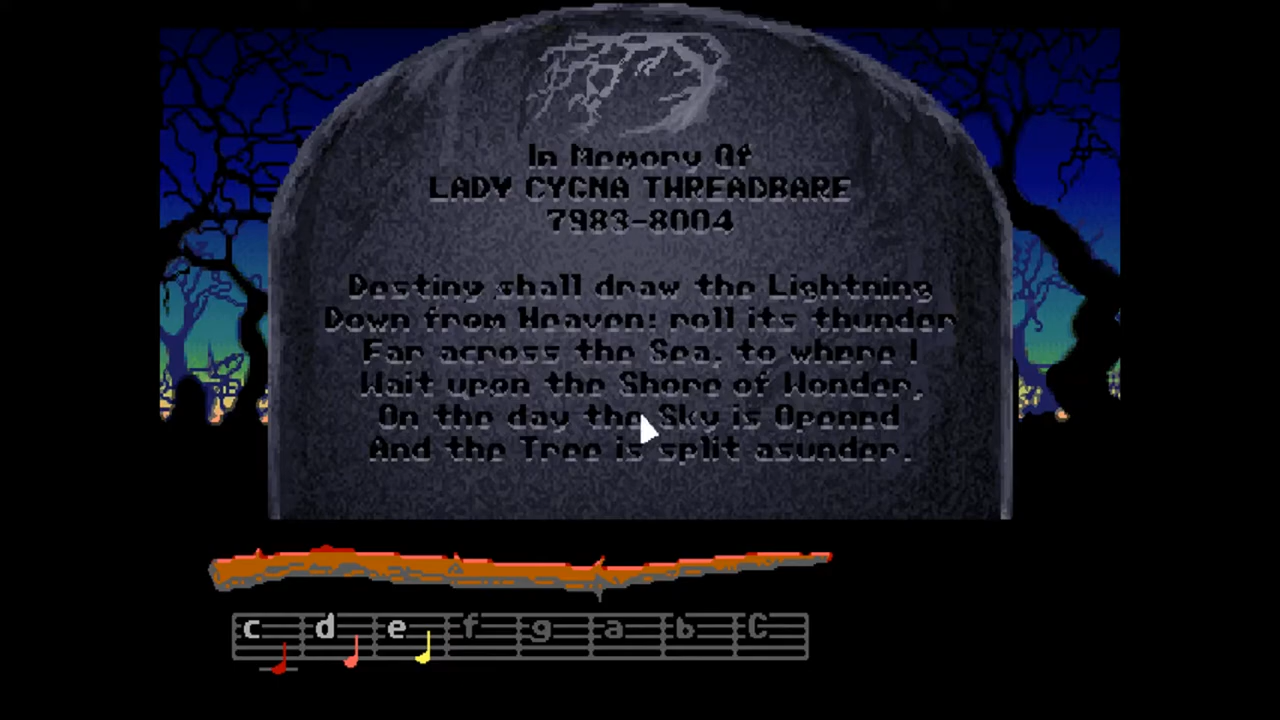 In Memory Of
LADY CYGNA THREADBARE
7983-8004
Destiny shall draw the Lightning
Down from Heaven: roll its thunder
Far across the Sea, to where I
Wait upon the Shore of Wonder,
On the day the Sky is Opened
And the Tree is split asunder.
c d e f g a b C